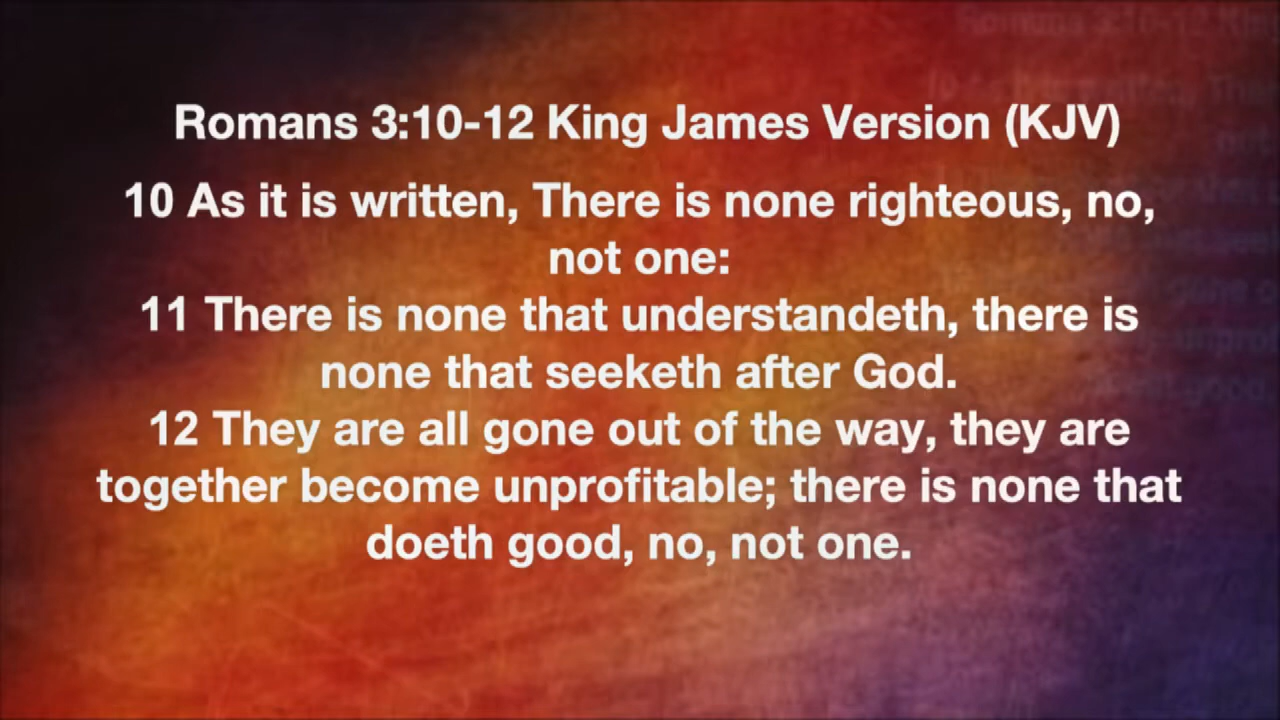 Romans 3:10-12 King James Version (KJV)
10 As it is written, There is none righteous, no,
not one:
11 There is none that understandeth, there is
none that seeketh after God.
12 They are all gone out of the way, they are
together become unprofitable; there is none that
doeth good, no, not one.